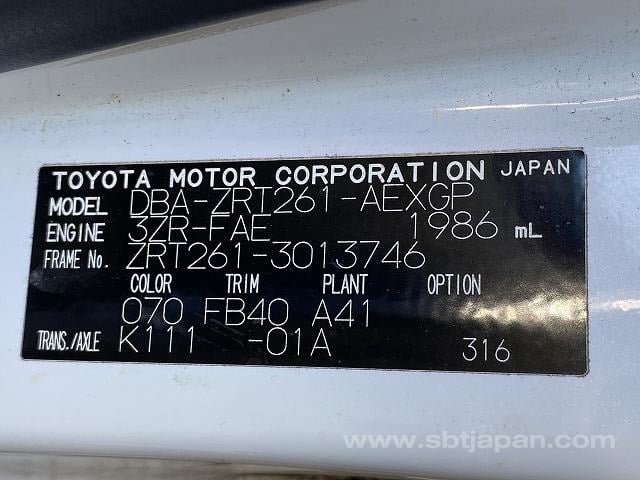 TOYOTA MOTOR CORPORATION JAPAN
MODEL DBA-ZRT261-AEXGP
ENGINE 3ZR-FAE 1986 mL
FRAME No. ZRT261-3013746
COLOR TRIM PLANT OPTION
070 FB40 A41
TRANS./AXLE K111 -01A 316
www.sbtjapan.com